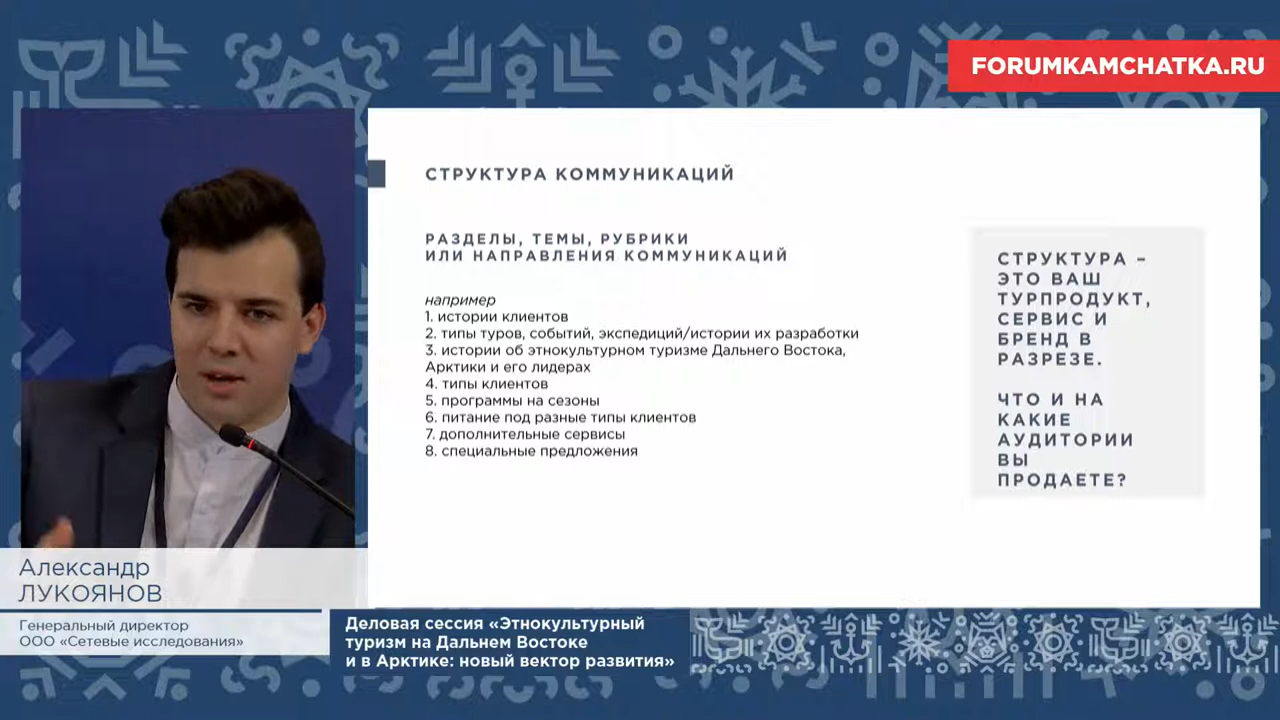 FORUMKAMCHATKA.RU
СТРУКТУРА КОММУНИКАЦИЙ
РАЗДЕЛЫ, ТЕМЫ, РУБРИКИ
ИЛИ НАПРАВЛЕНИЯ КОММУНИКАЦИЙ
например
1. истории клиентов
2. типы туров, событий, экспедиций/истории их разработки
3. истории об этнокультурном туризме Дальнего Востока,
Арктики и его лидерах
4. типы клиентов
5. программы на сезоны
6. питание под разные типы клиентов
7. дополнительные сервисы
8. специальные предложения
СТРУКТУРА –
ЭТО ВАШ
ТУРПРОДУКТ,
СЕРВИС И
БРЕНД В
РАЗРЕЗЕ.
ЧТО И НА
КАКИЕ
АУДИТОРИИ
ВЫ
ПРОДАЕТЕ?
Александр
ЛУКОЯНОВ
Генеральный директор
ООО «Сетевые исследования»
Деловая сессия «Этнокультурный
туризм на Дальнем Востоке
и в Арктике: новый вектор развития»